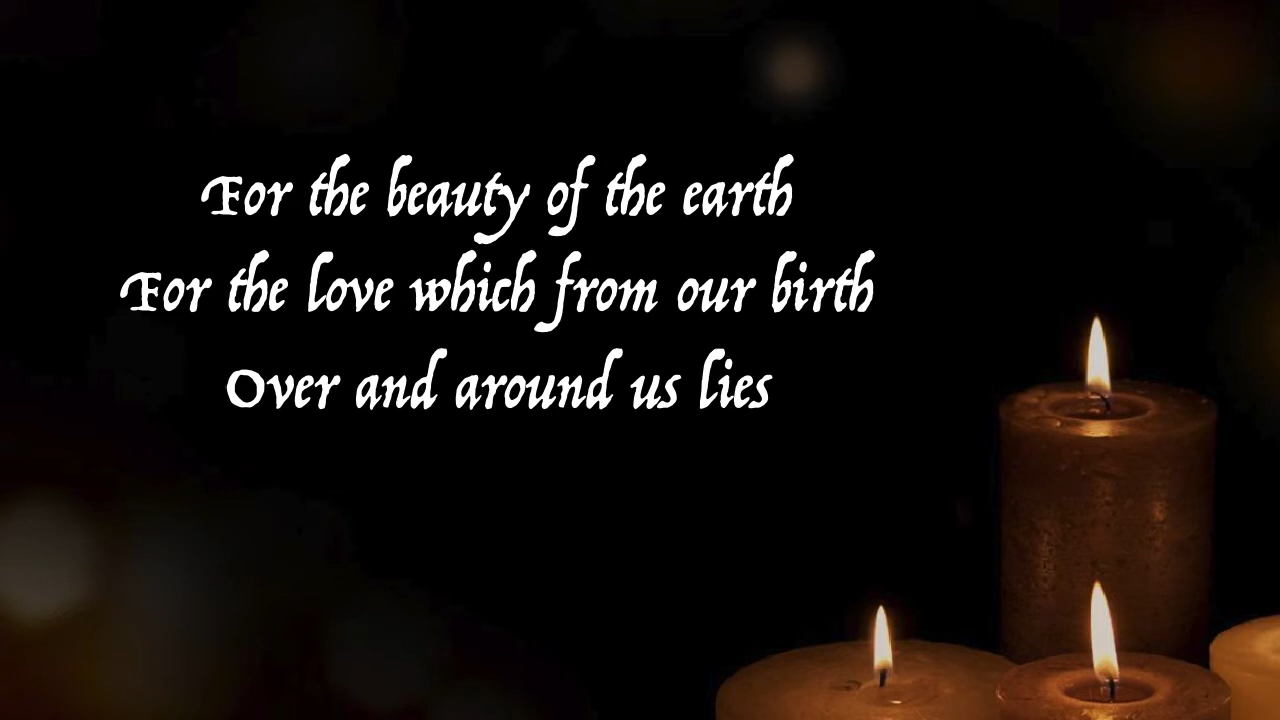 For the beauty of the earth
For the love which from our birth
Over and around us lies